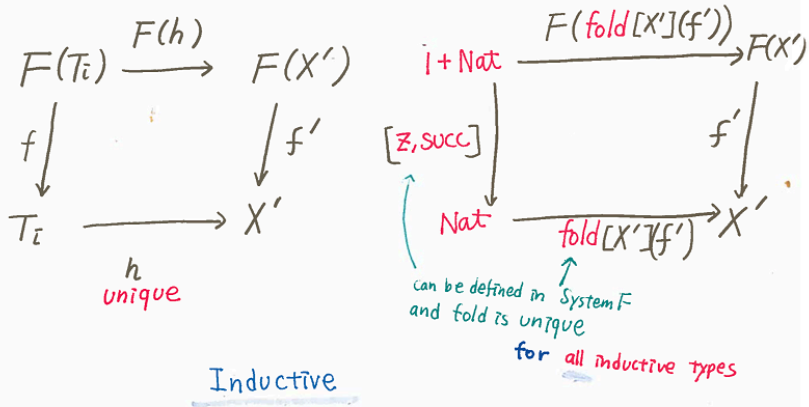 F(h)
F(Ti) F(X')
f f'
Ti X'
h
unique
F(fold[X'](f'))
1+Nat F(X')
[z,succ] f'
Nat X'
fold[X'](f')
can be defined in System F
and fold is unique
for all inductive types
Inductive